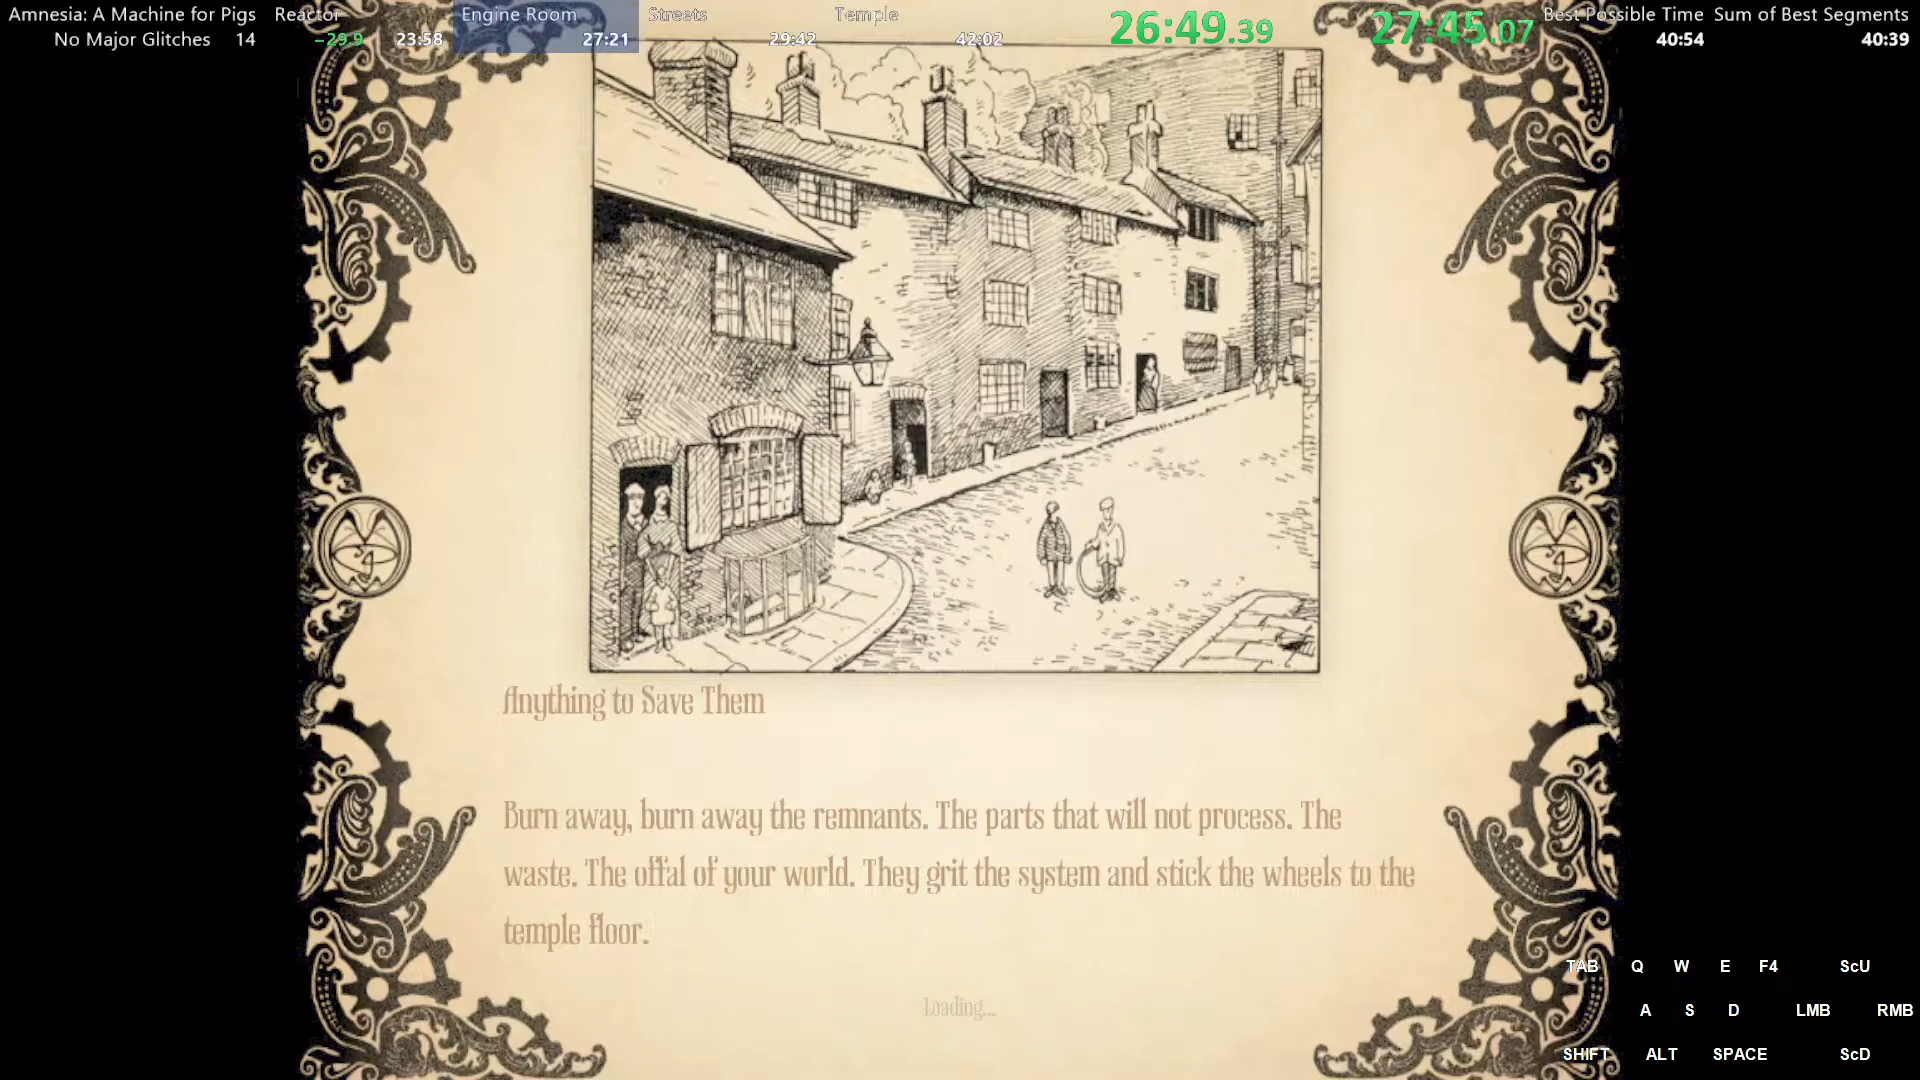 Amnesia: A Machine for Pigs Reactor Engine Room Streets Temple 26:49.39 27:45.07 Best Possible Time Sum of Best Segments
No Major Glitches 14 -29.9 23:58 27:21 29:42 42:02 40:54 40:39
Anything to Save Them
Burn away, burn away the remnants. The parts that will not process. The
waste. The offal of your world. They grit the system and stick the wheels to the
temple floor.
Loading...
TAB Q W E F4 ScU
A S D LMB RMB
SHIFT ALT SPACE ScD